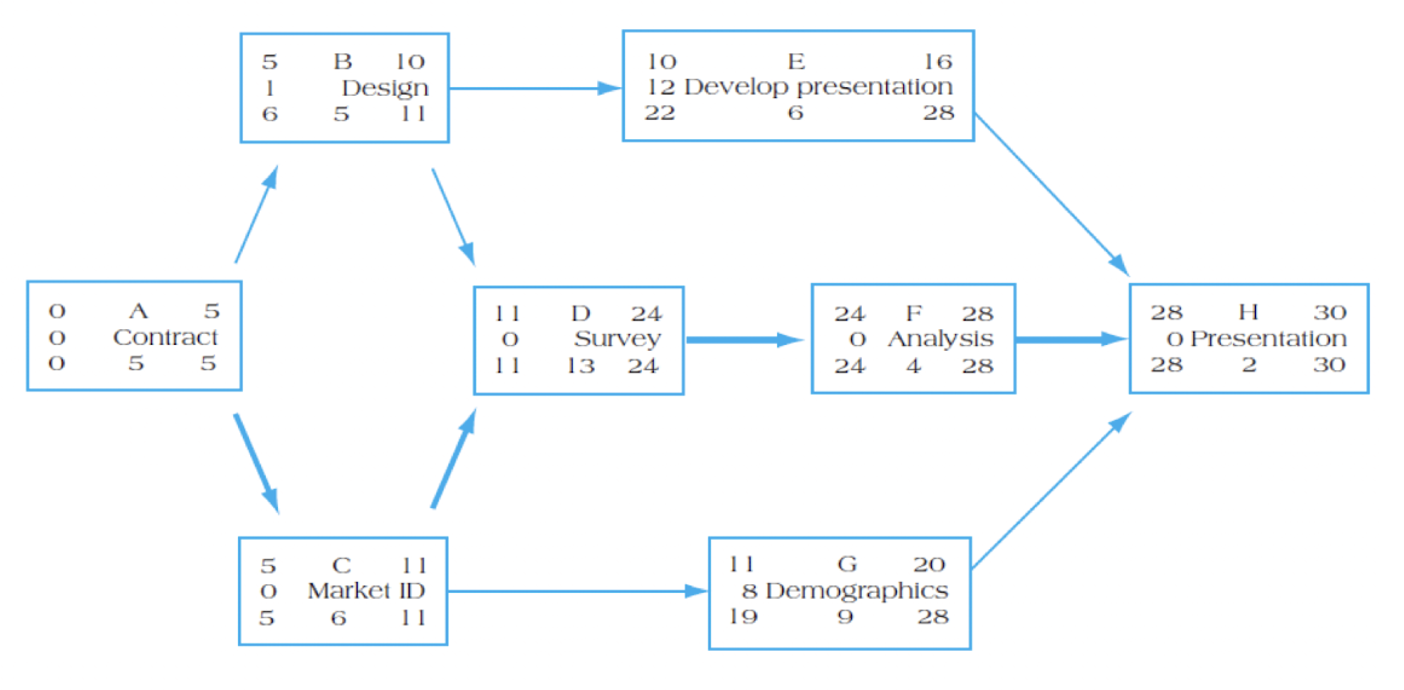 5 B 10
1 Design
6 5 11
10 E 16
12 Develop presentation
22 6 28
0 A 5
0 Contract
0 5 5
11 D 24
0 Survey
11 13 24
24 F 28
0 Analysis
24 4 28
28 H 30
0 Presentation
28 2 30
5 C 11
0 Market ID
5 6 11
11 G 20
8 Demographics
19 9 28